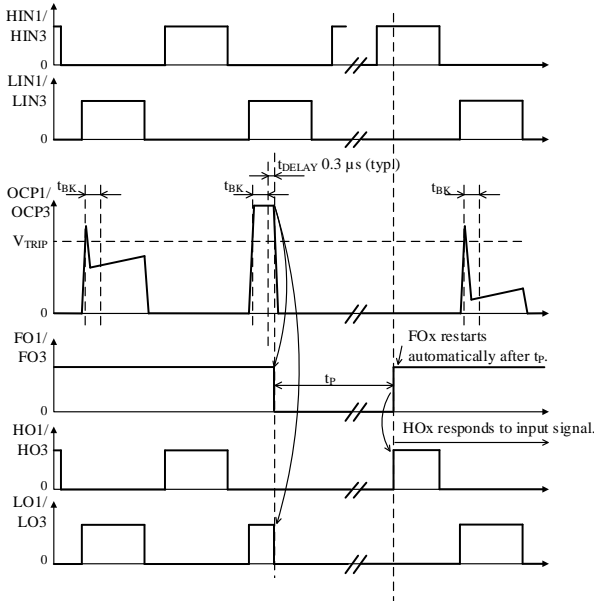 HIN1/
HIN3
0
LIN1/
LIN3
0
tDELAY 0.3 µs (typl)
tBK
tBK
tBK
OCP1/
OCP3
VTRIP
0
FO1/
FO3
FOx restarts
automatically after tP.
tP
0
HO1/
HO3
HOx responds to input signal.
0
LO1/
LO3
0